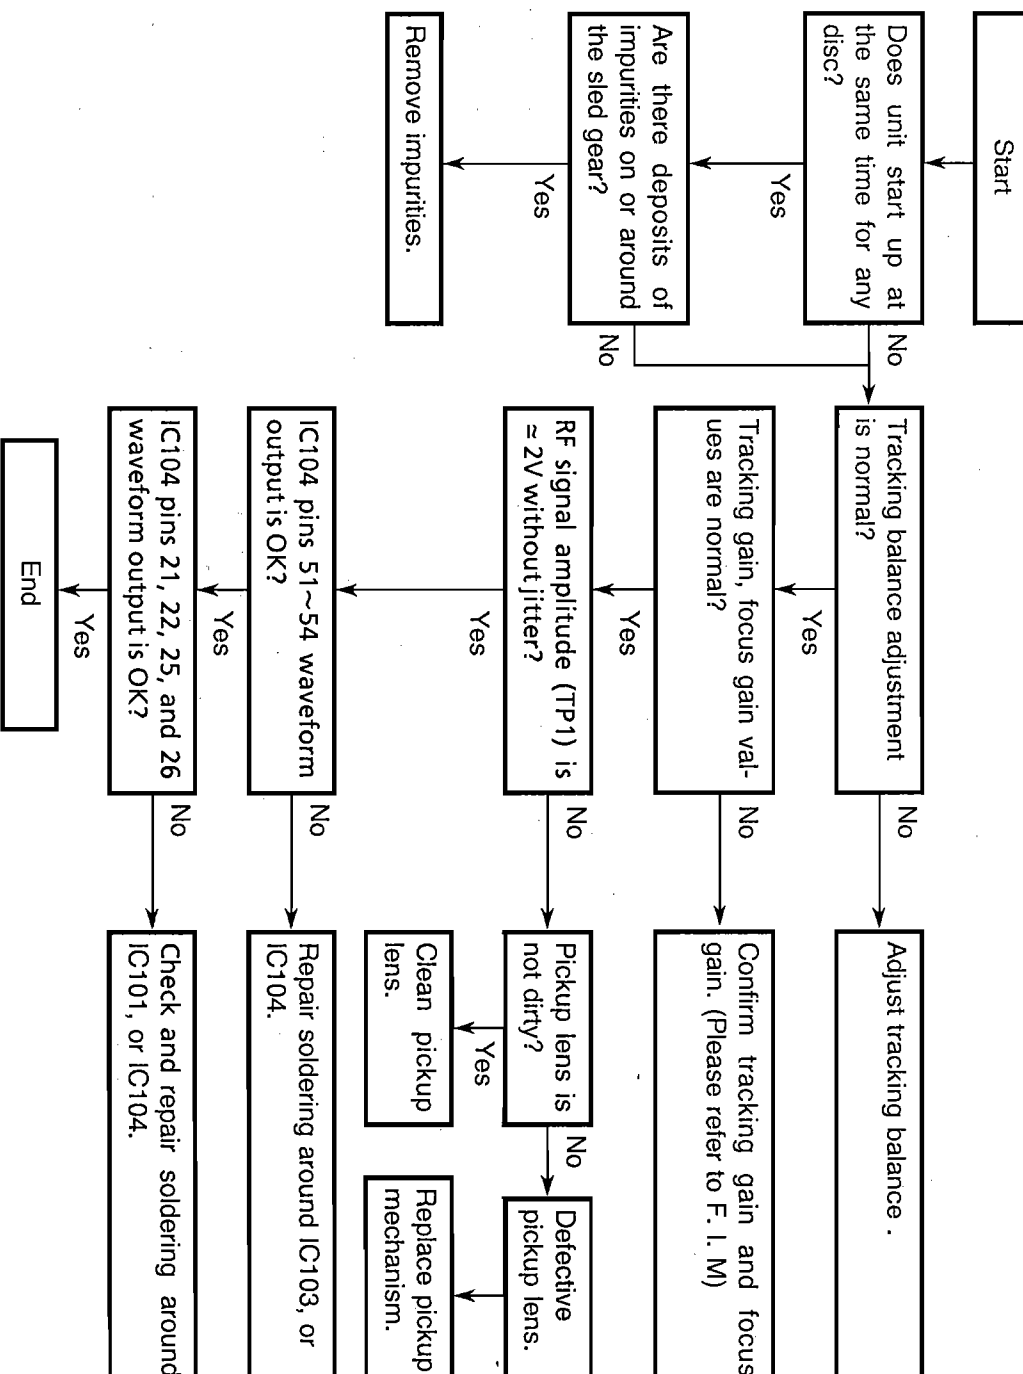 Start
Does unit start up at
the same time for any
disc?
Yes
No
Are there deposits of
impurities on or around
the sled gear?
Yes
No
Remove impurities.
Tracking balance adjustment
is normal?
Yes
No
Adjust tracking balance .
Tracking gain, focus gain val-
ues are normal?
Yes
No
Confirm tracking gain and focus
gain. (Please refer to F. I. M)
RF signal amplitude (TP1) is
≃ 2V without jitter?
Yes
No
Pickup lens is
not dirty?
Yes
No
Clean pickup
lens.
Defective
pickup lens.
Replace pickup
mechanism.
IC104 pins 51~54 waveform
output is OK?
Yes
No
Repair soldering around IC103, or
IC104.
IC104 pins 21, 22, 25, and 26
waveform output is OK?
Yes
No
Check and repair soldering around
IC101, or IC104.
End